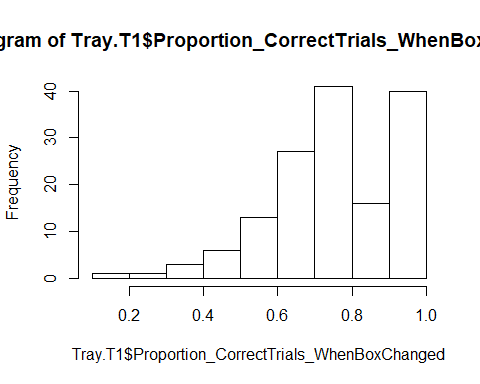 gram of Tray.T1$Proportion_CorrectTrials_WhenBox
Frequency
40
30
20
10
0
0.2 0.4 0.6 0.8 1.0
Tray.T1$Proportion_CorrectTrials_WhenBoxChanged